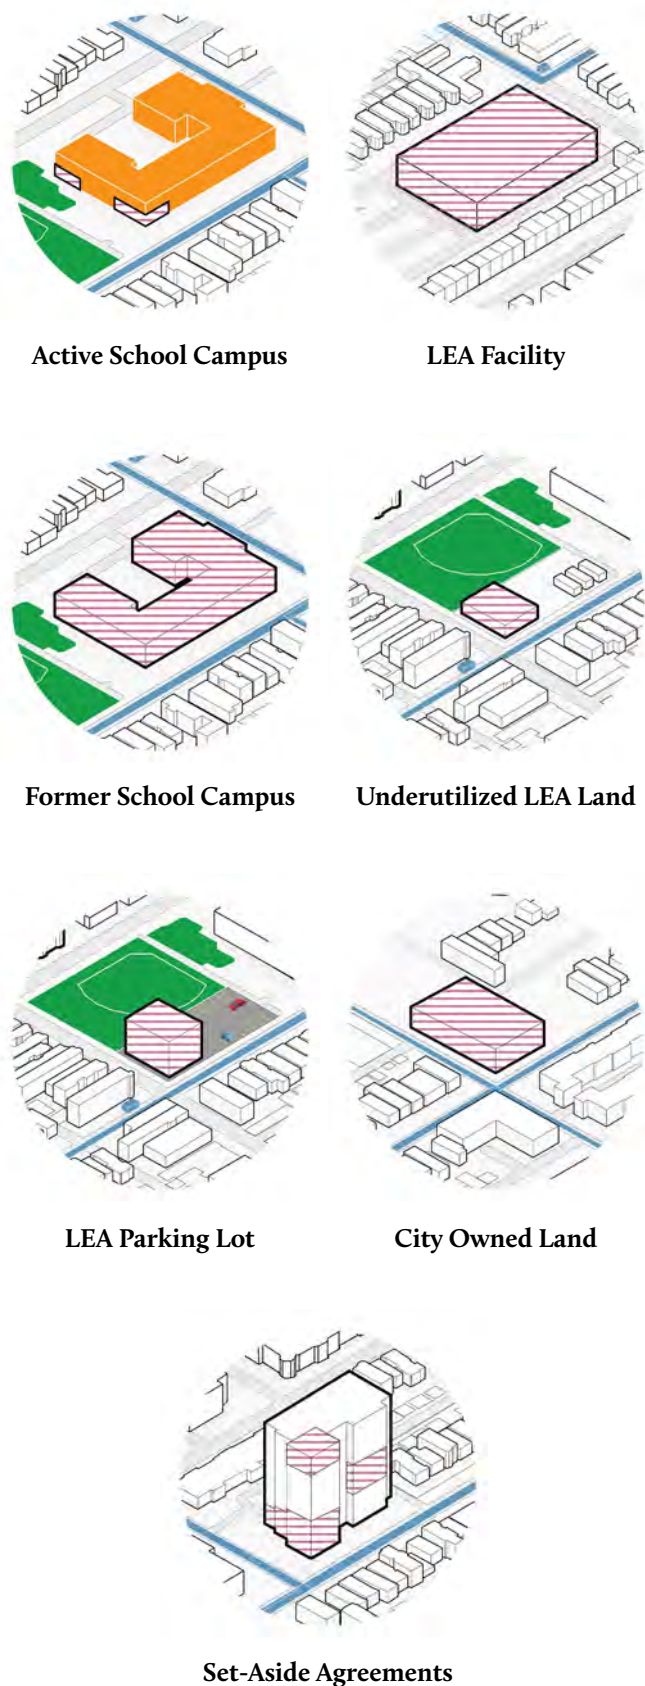 Active School Campus
LEA Facility
Former School Campus
Underutilized LEA Land
LEA Parking Lot
City Owned Land
Set-Aside Agreements